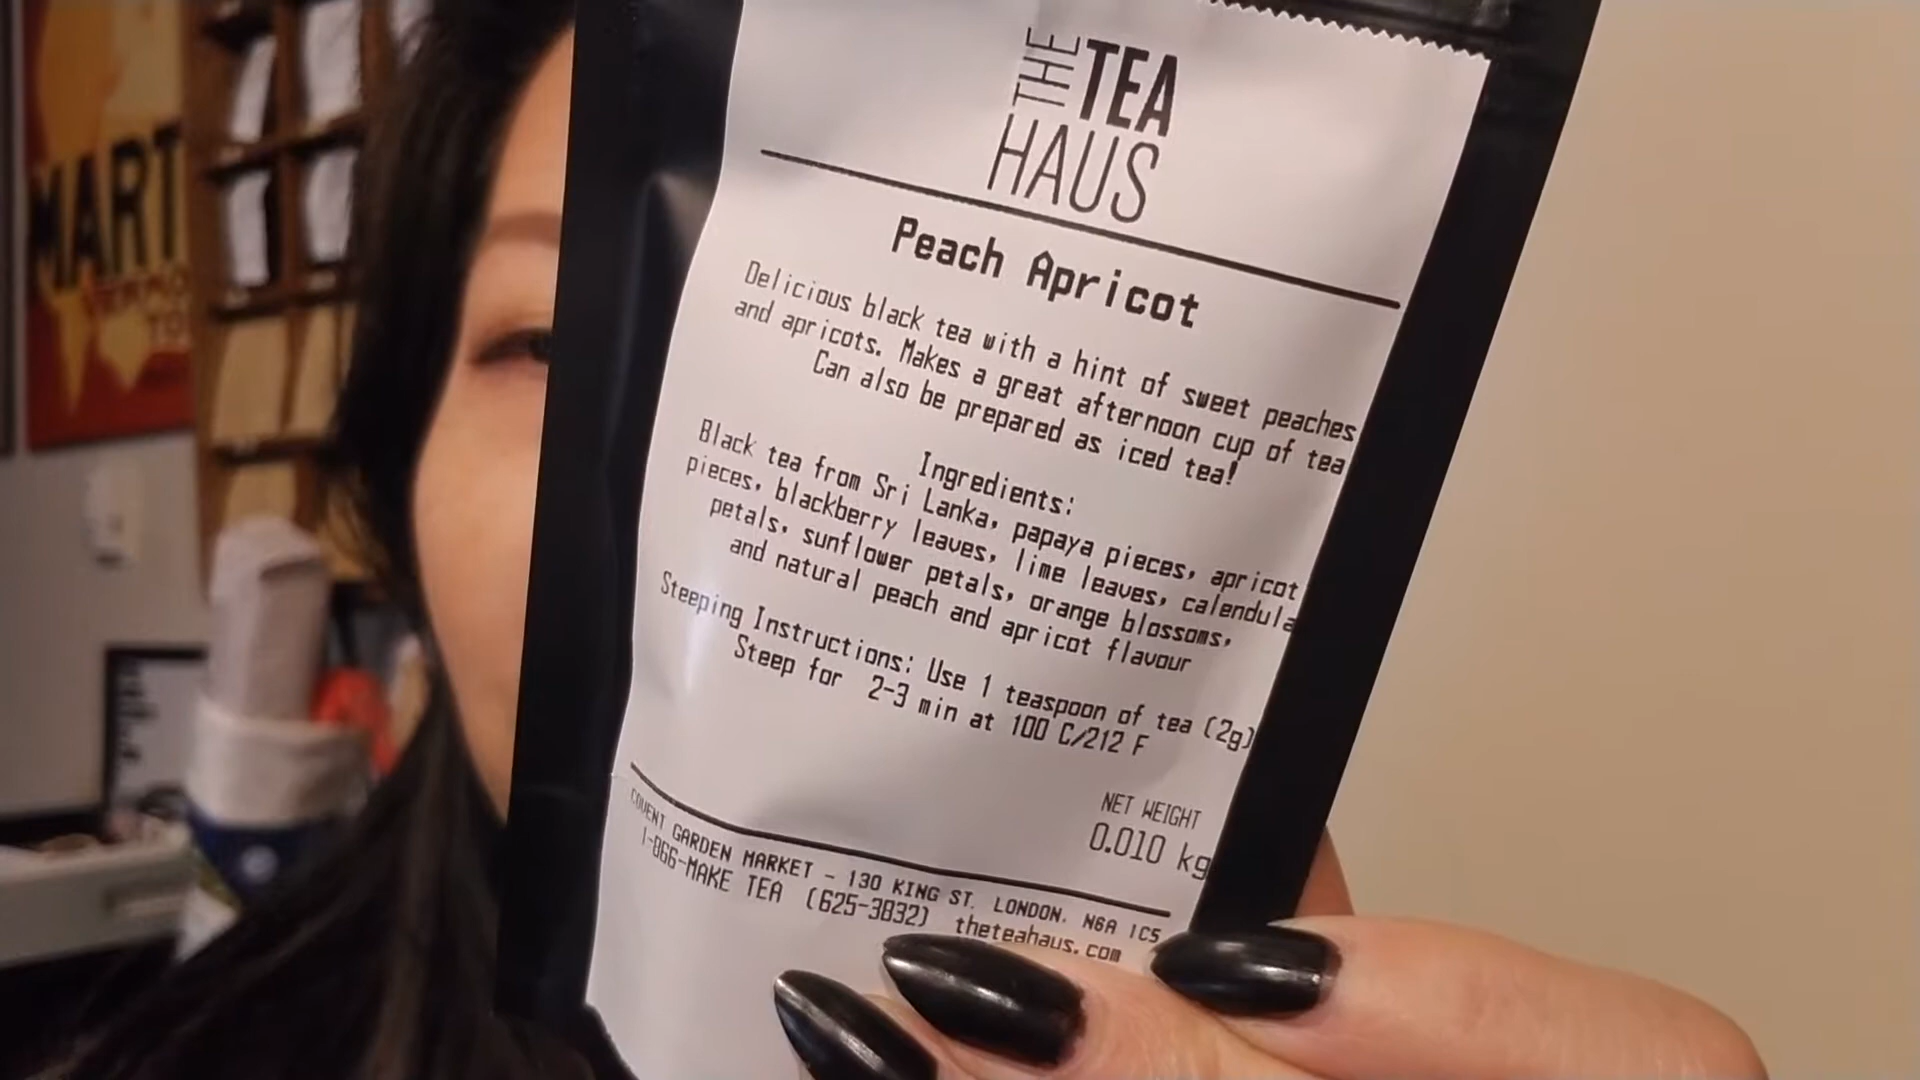 MART
THE TEA
HAUS
Peach Apricot
Delicious black tea with a hint of sweet peaches
and apricots. Makes a great afternoon cup of tea
Can also be prepared as iced tea!
Ingredients:
Black tea from Sri Lanka, papaya pieces, apricot
pieces, blackberry leaves, lime leaves, calendula
petals, sunflower petals, orange blossoms,
and natural peach and apricot flavour
Steeping Instructions: Use 1 teaspoon of tea (2g)
Steep for 2-3 min at 100 C/212 F
NET WEIGHT
0.010 kg
COVENT GARDEN MARKET - 130 KING ST. LONDON. N6A 1C5
1-866-MAKE TEA (625-3832) theteahaus.com